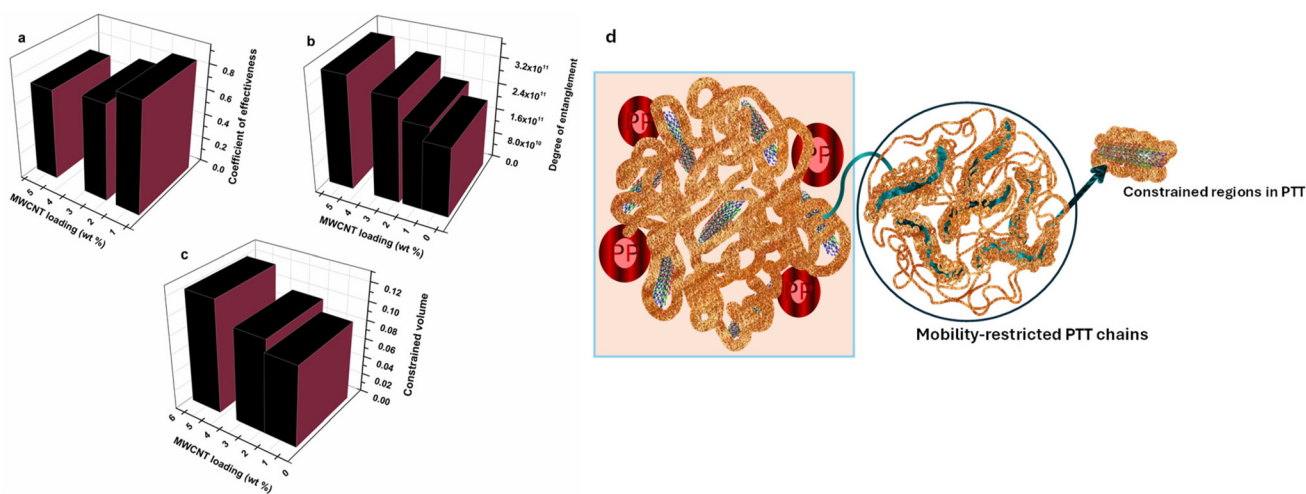 a
0.8
0.6
0.4
0.2
0.0
Coefficient of effectiveness
5
4
3
2
1
MWCNT loading (wt %)
b
3.2x10¹¹
2.4x10¹¹
1.6x10¹¹
8.0x10¹⁰
0.0
Degree of entanglement
5
4
3
2
1
0
MWCNT loading (wt %)
c
0.12
0.10
0.08
0.06
0.04
0.02
0.00
Constrained volume
6
5
4
3
2
1
0
MWCNT loading (wt %)
d
PP
PP
PP
PP
Constrained regions in PTT
Mobility-restricted PTT chains